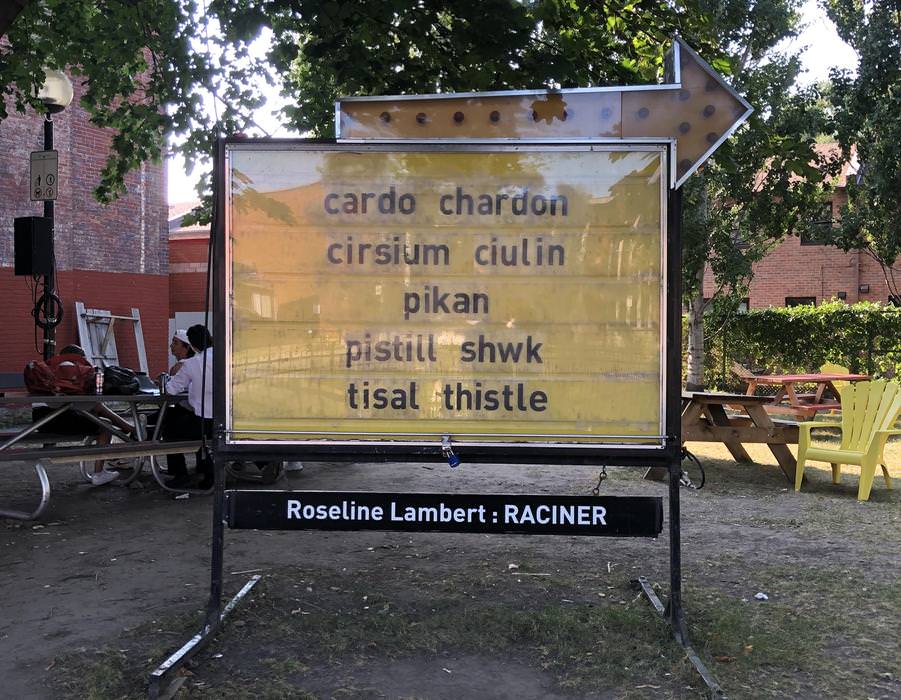 cardo chardon
cirsium ciulin
pikan
pistill shwk
tisal thistle
Roseline Lambert : RACINER